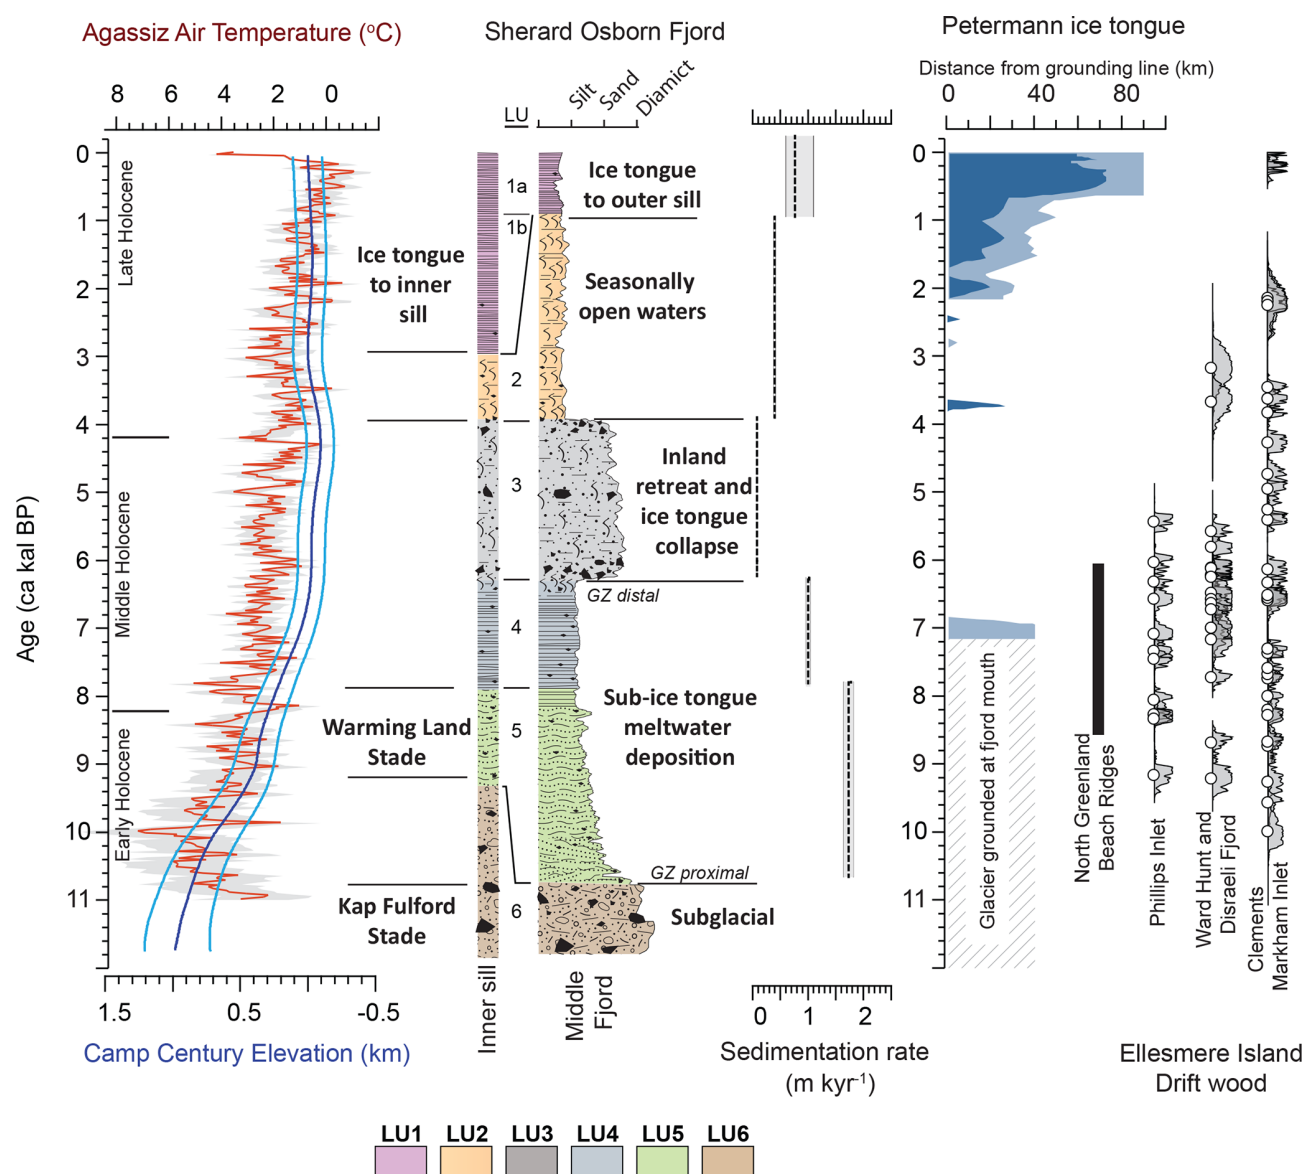 Agassiz Air Temperature (°C)
8 6 4 2 0
Sherard Osborn Fjord
LU
Silt
Sand
Diamict
Petermann ice tongue
Distance from grounding line (km)
0 40 80
Age (ca kal BP)
0
1
2
3
4
5
6
7
8
9
10
11
Late Holocene
Middle Holocene
Early Holocene
Ice tongue
to inner
sill
Warming Land
Stade
Kap Fulford
Stade
1a
1b
2
3
4
5
6
Ice tongue
to outer sill
Seasonally
open waters
Inland
retreat and
ice tongue
collapse
GZ distal
Sub-ice tongue
meltwater
deposition
GZ proximal
Subglacial
0
1
2
3
4
5
6
7
8
9
10
11
Glacier grounded at fjord mouth
North Greenland
Beach Ridges
Phillips Inlet
Ward Hunt and
Disraeli Fjord
Clements
Markham Inlet
Inner sill
Middle
Fjord
1.5 0.5 -0.5
Camp Century Elevation (km)
0 1 2
Sedimentation rate
(m kyr-1)
Ellesmere Island
Drift wood
LU1 LU2 LU3 LU4 LU5 LU6